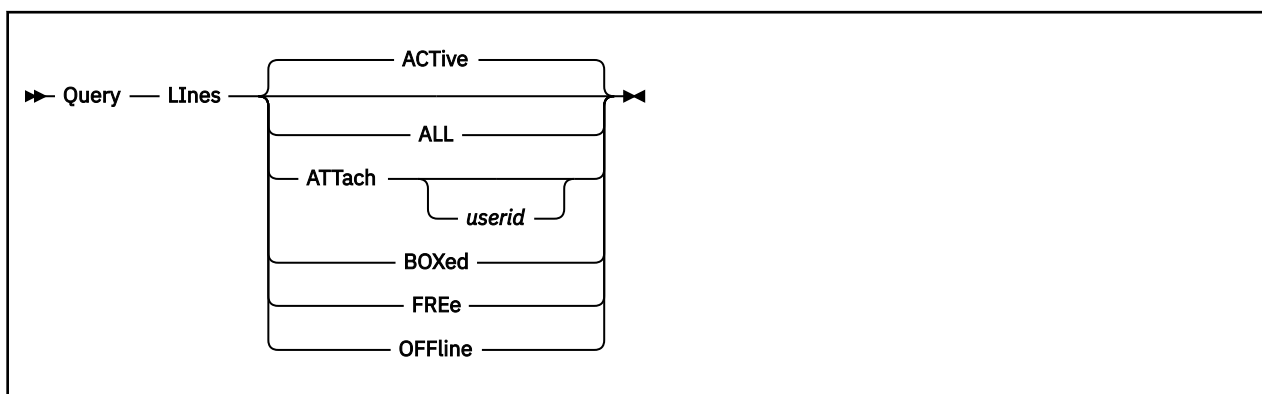 ACTive
Query LInes
ALL
ATTach
userid
BOXed
FREe
OFFline